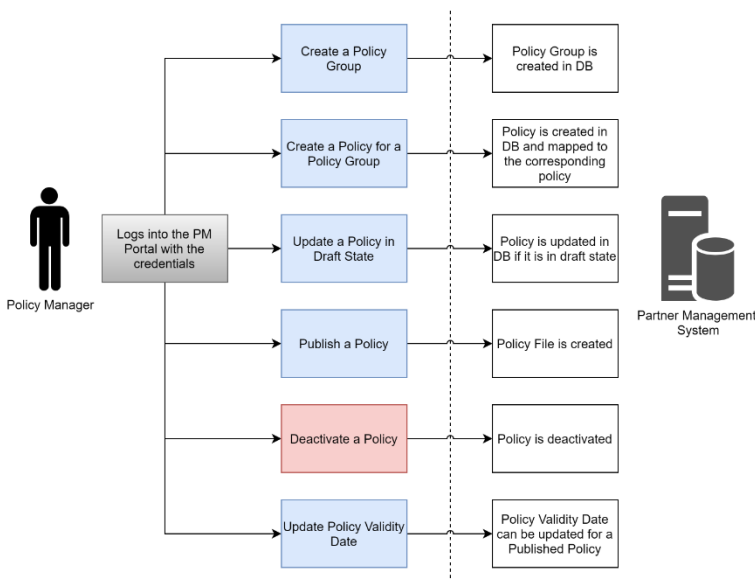 Create a Policy
Group
Policy Group is
created in DB
Create a Policy for a
Policy Group
Policy is created in
DB and mapped to
the corresponding
policy
Logs into the PM
Portal with the
credentials
Update a Policy in
Draft State
Policy is updated in
DB if it is in draft state
Policy Manager
Partner Management
System
Publish a Policy
Policy File is created
Deactivate a Policy
Policy is deactivated
Update Policy Validity
Date
Policy Validity Date
can be updated for a
Published Policy